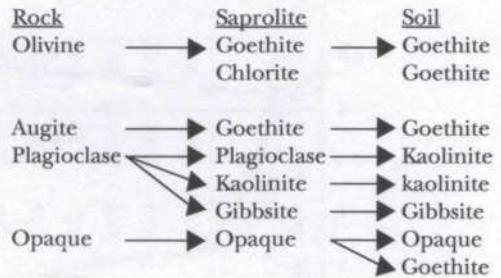 Rock Saprolite Soil
Olivine Goethite Goethite
Chlorite Goethite
Augite Goethite Goethite
Plagioclase Plagioclase Kaolinite
Kaolinite kaolinite
Gibbsite Gibbsite
Opaque Opaque Opaque
Goethite